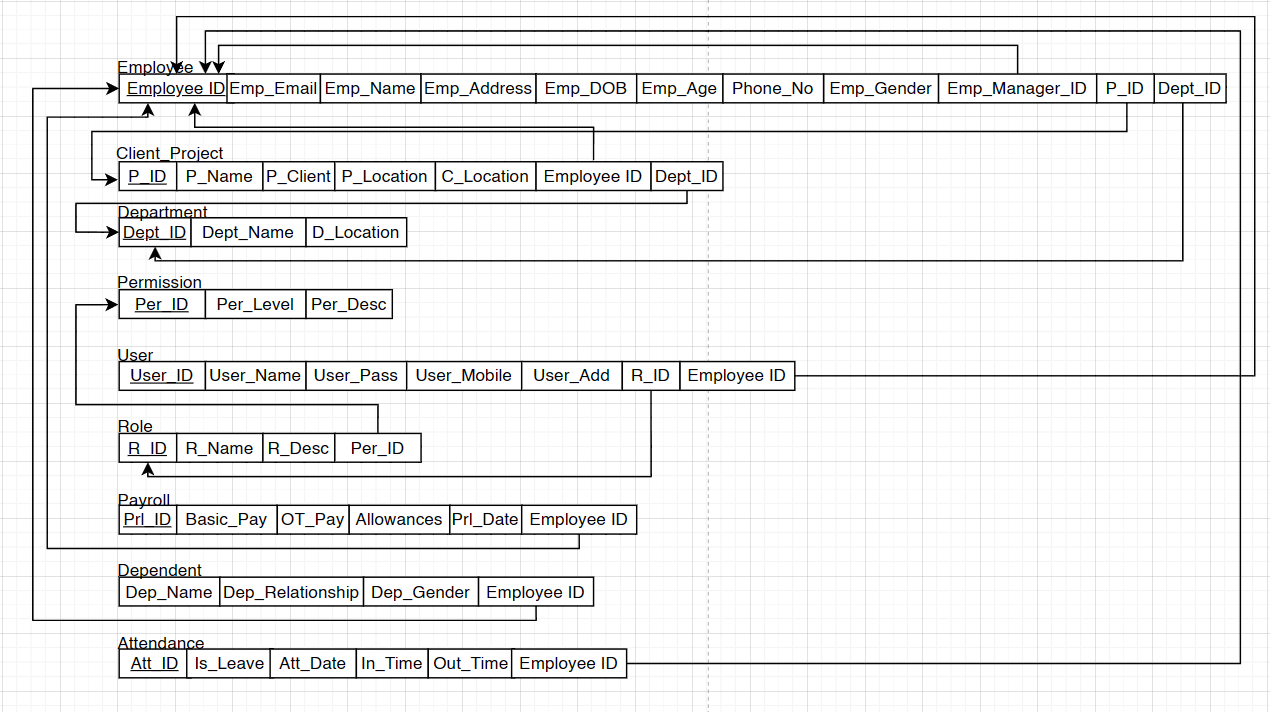 Employee
Employee ID Emp_Email Emp_Name Emp_Address Emp_DOB Emp_Age Phone_No Emp_Gender Emp_Manager_ID P_ID Dept_ID
Client_Project
P_ID P_Name P_Client P_Location C_Location Employee ID Dept_ID
Department
Dept_ID Dept_Name D_Location
Permission
Per_ID Per_Level Per_Desc
User
User_ID User_Name User_Pass User_Mobile User_Add R_ID Employee ID
Role
R_ID R_Name R_Desc Per_ID
Payroll
Prl_ID Basic_Pay OT_Pay Allowances Prl_Date Employee ID
Dependent
Dep_Name Dep_Relationship Dep_Gender Employee ID
Attendance
Att_ID Is_Leave Att_Date In_Time Out_Time Employee ID